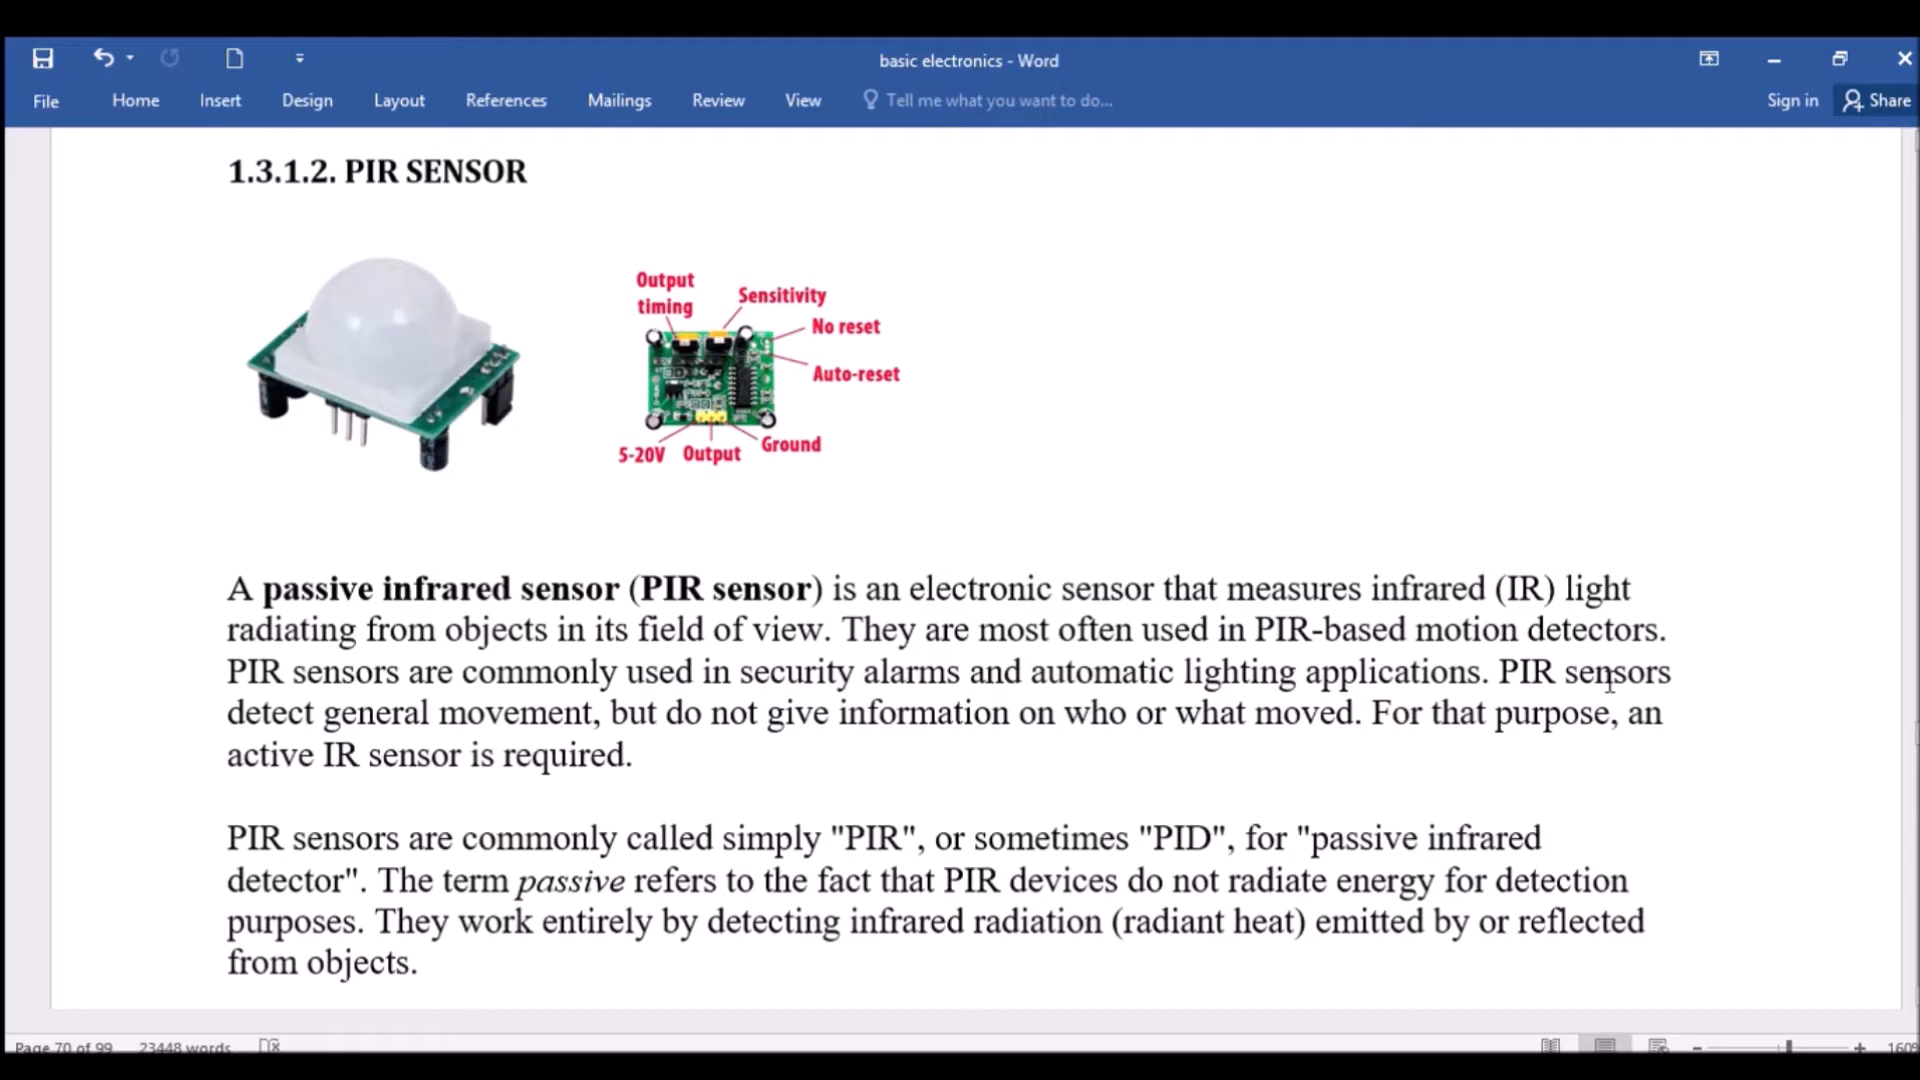 basic electronics - Word
File Home Insert Design Layout References Mailings Review View Tell me what you want to do... Sign in Share
1.3.1.2. PIR SENSOR
Output
timing
Sensitivity
No reset
Auto-reset
5-20V Output Ground
A passive infrared sensor (PIR sensor) is an electronic sensor that measures infrared (IR) light
radiating from objects in its field of view. They are most often used in PIR-based motion detectors.
PIR sensors are commonly used in security alarms and automatic lighting applications. PIR sensors
detect general movement, but do not give information on who or what moved. For that purpose, an
active IR sensor is required.
PIR sensors are commonly called simply "PIR", or sometimes "PID", for "passive infrared
detector". The term passive refers to the fact that PIR devices do not radiate energy for detection
purposes. They work entirely by detecting infrared radiation (radiant heat) emitted by or reflected
from objects.
Page 70 of 99 23448 words